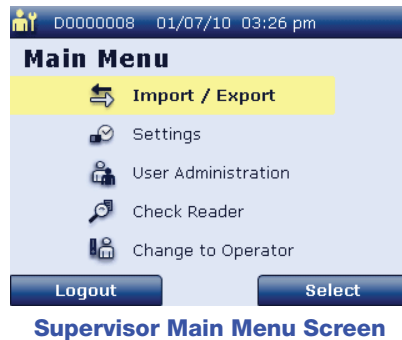 D0000008 01/07/10 03:26 pm
Main Menu
Import / Export
Settings
User Administration
Check Reader
Change to Operator
Logout Select
Supervisor Main Menu Screen